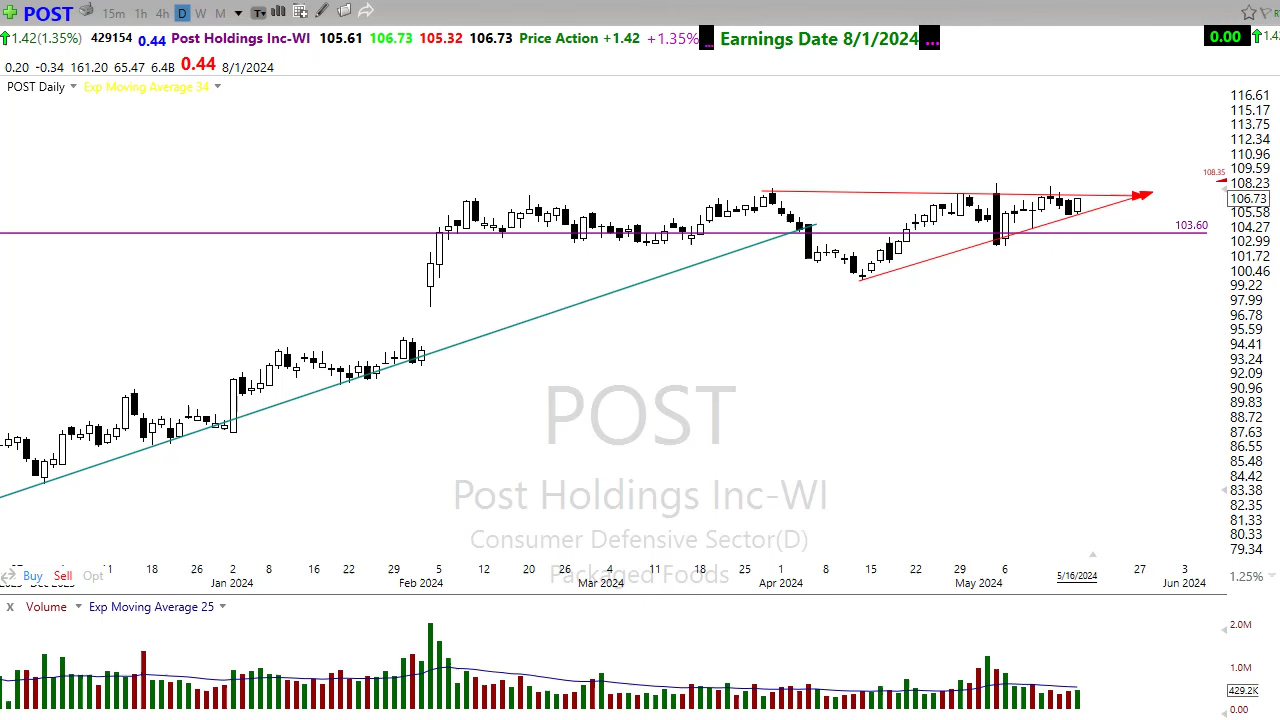 POST 15m 1h 4h D W M T
1.42(1.35%) 429154 0.44 Post Holdings Inc-WI 105.61 106.73 105.32 106.73 Price Action +1.42 +1.35% ... Earnings Date 8/1/2024 ... 0.00 1.42
0.20 -0.34 161.20 65.47 6.4B 0.44 8/1/2024
POST Daily Exp Moving Average 34
116.61
115.17
113.75
112.34
110.96
109.59
108.35
108.23
106.73
105.58
103.60
104.27
102.99
101.72
100.46
99.22
97.99
96.78
95.59
94.41
93.24
92.09
90.96
89.83
88.72
87.63
86.55
85.48
84.42
83.38
82.35
81.33
80.33
79.34
POST
Post Holdings Inc-WI
Consumer Defensive Sector(D)
Packaged Foods
18 26 2 8 16 22 29 5 12 20 26 4 11 18 25 1 8 15 22 29 6 5/16/2024 27 3
Buy Sell Opt
Jan 2024 Feb 2024 Mar 2024 Apr 2024 May 2024 Jun 2024
1.25%
X Volume Exp Moving Average 25
2.0M
1.0M
429.2K
0.00